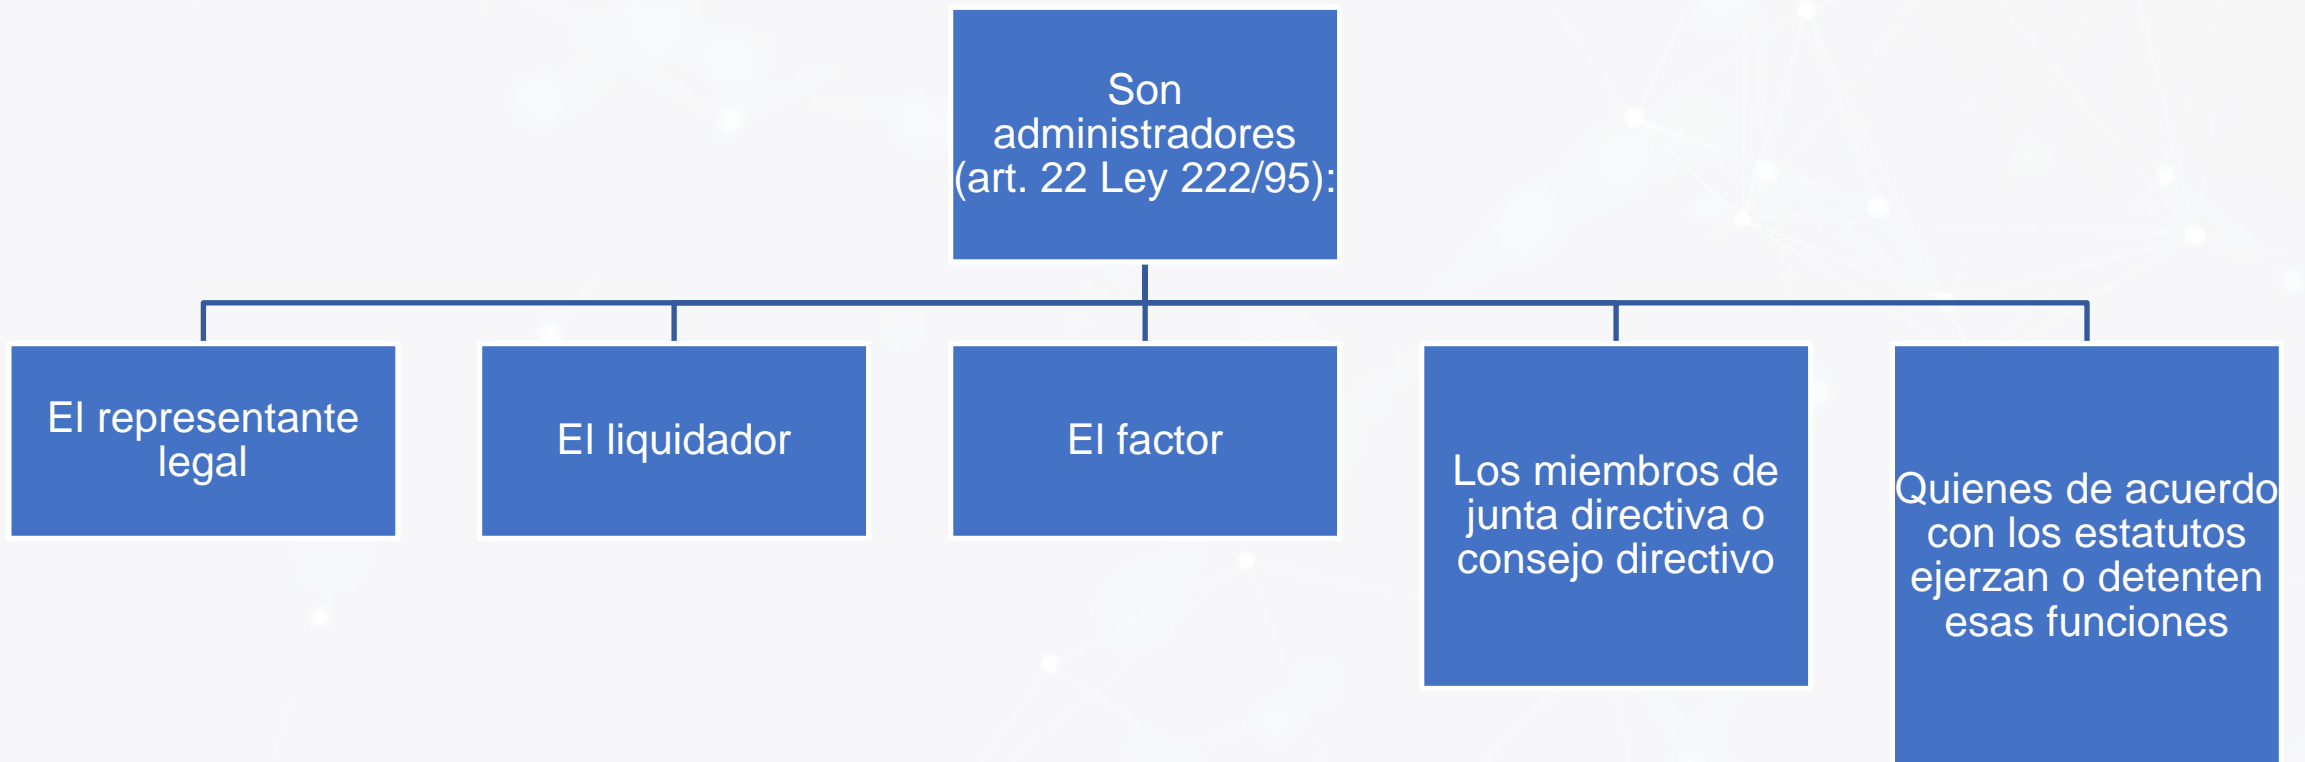 Son
administradores
(art. 22 Ley 222/95):
El representante
legal
El liquidador
El factor
Los miembros de
junta directiva o
consejo directivo
Quienes de acuerdo
con los estatutos
ejerzan o detenten
esas funciones